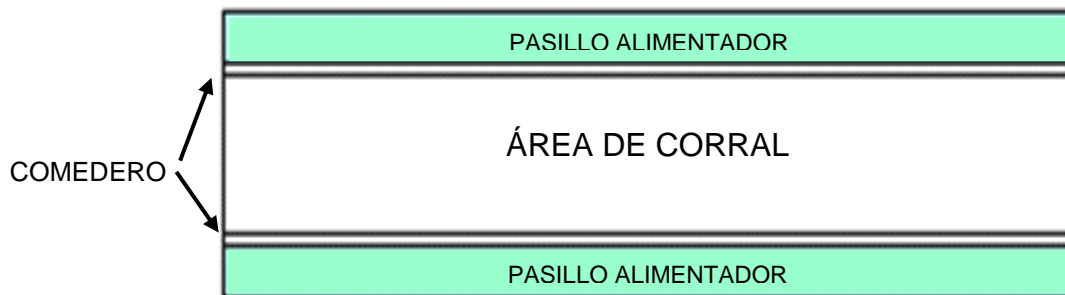 PASILLO ALIMENTADOR
ÁREA DE CORRAL
COMEDERO
PASILLO ALIMENTADOR